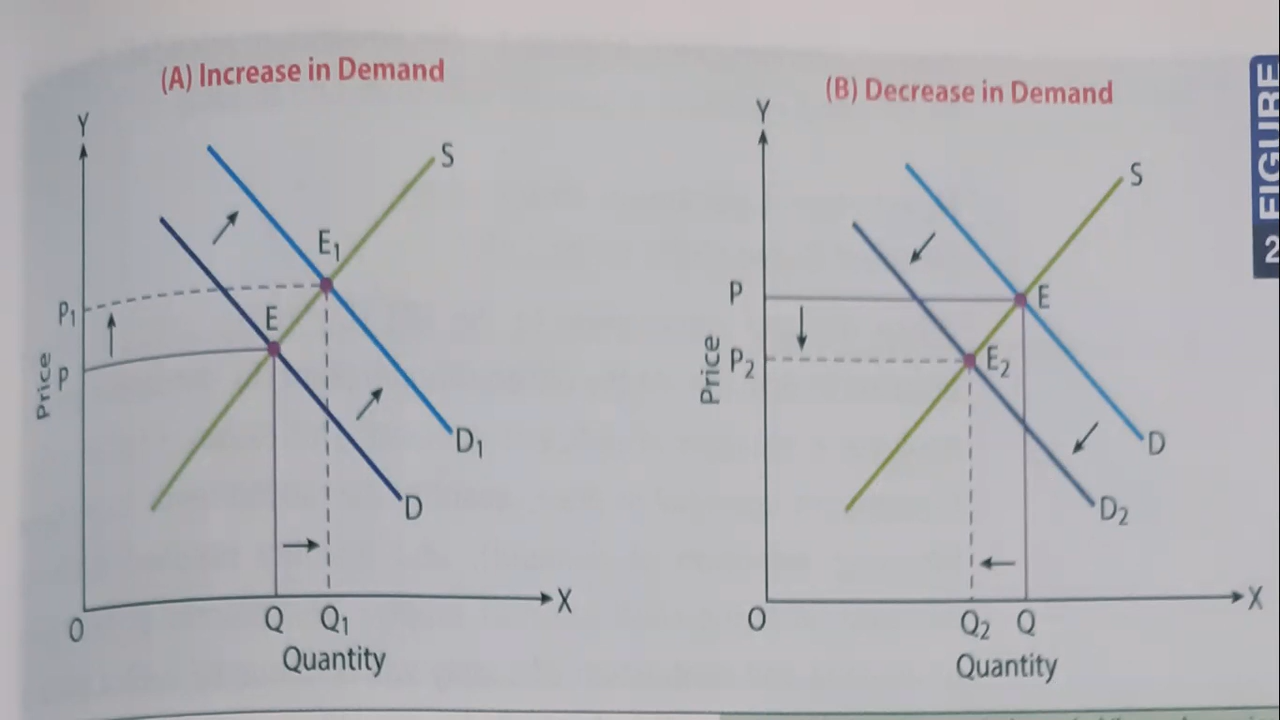 (A) Increase in Demand
Y
S
E1
P1
E
P
Price
D1
D
O
Q
Q1
X
Quantity
(B) Decrease in Demand
Y
S
P
E
P2
E2
Price
D
D2
O
Q2
Q
X
Quantity
2 FIGURE